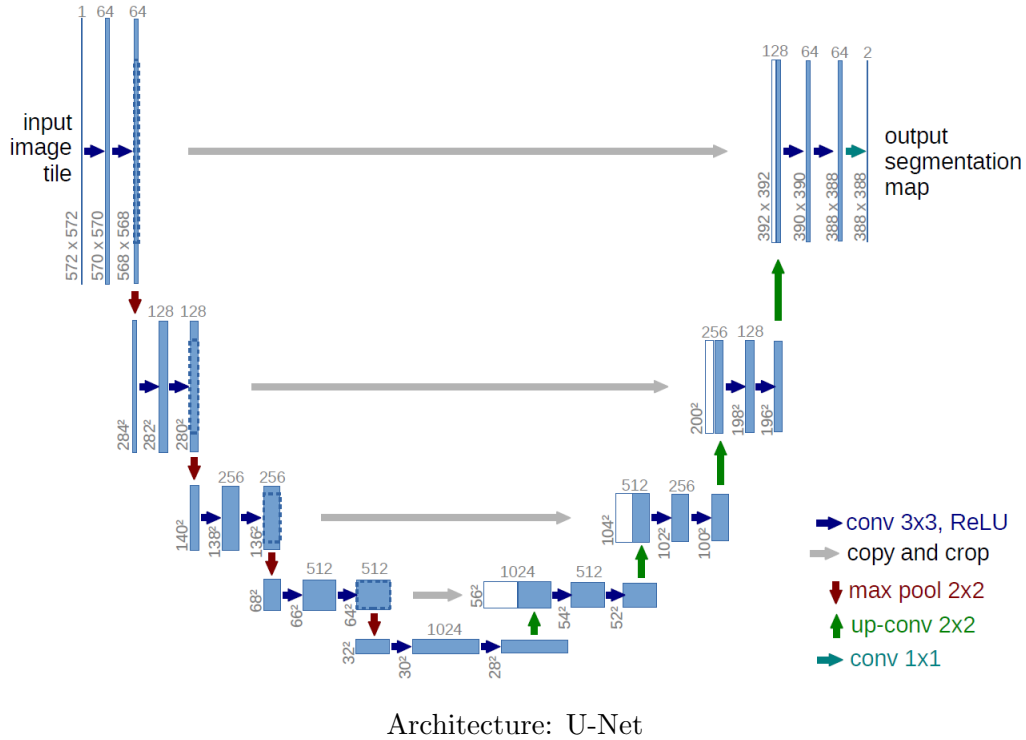 1 64 64
128 64 64 2
input
image
tile
output
segmentation
map
572 x 572
570 x 570
568 x 568
392 x 392
390 x 390
388 x 388
388 x 388
128 128
256 128
284²
282²
280²
200²
198²
196²
256 256
512 256
140²
138²
136²
104²
102²
100²
conv 3x3, ReLU
copy and crop
max pool 2x2
up-conv 2x2
conv 1x1
512 512
1024 512
68²
66²
64²
56²
54²
52²
1024
32²
30²
28²
Architecture: U-Net